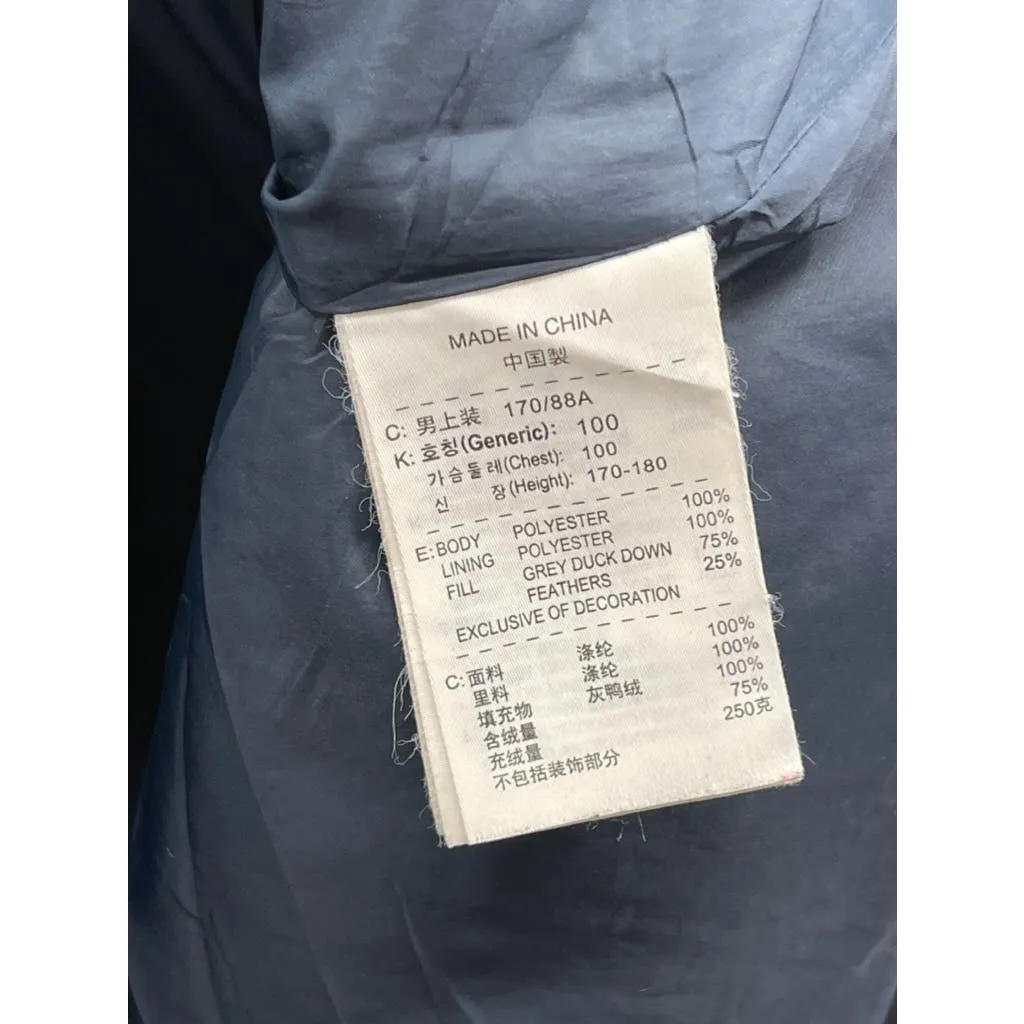 MADE IN CHINA
中国製
C: 男上装 170/88A
K: 호칭(Generic): 100
가슴둘레(Chest): 100
신 장(Height): 170-180
E: BODY POLYESTER 100%
LINING POLYESTER 100%
FILL GREY DUCK DOWN 75%
FEATHERS 25%
EXCLUSIVE OF DECORATION
C: 面料 涤纶 100%
里料 涤纶 100%
填充物 灰鸭绒 100%
含绒量 75%
充绒量 250克
不包括装饰部分